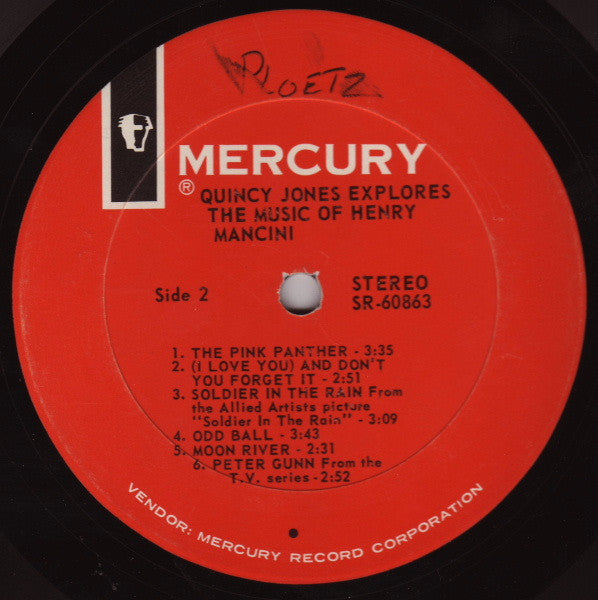 PLOETZ
MERCURY
® QUINCY JONES EXPLORES
THE MUSIC OF HENRY
MANCINI
Side 2
STEREO
SR-60863
1. THE PINK PANTHER - 3:35
2. (I LOVE YOU) AND DON'T
YOU FORGET IT - 2:51
3. SOLDIER IN THE RAIN From
the Allied Artists picture
"Soldier In The Rain" - 3:09
4. ODD BALL - 3:43
5. MOON RIVER - 2:31
6. PETER GUNN From the
T.V. series - 2:52
VENDOR: MERCURY RECORD CORPORATION